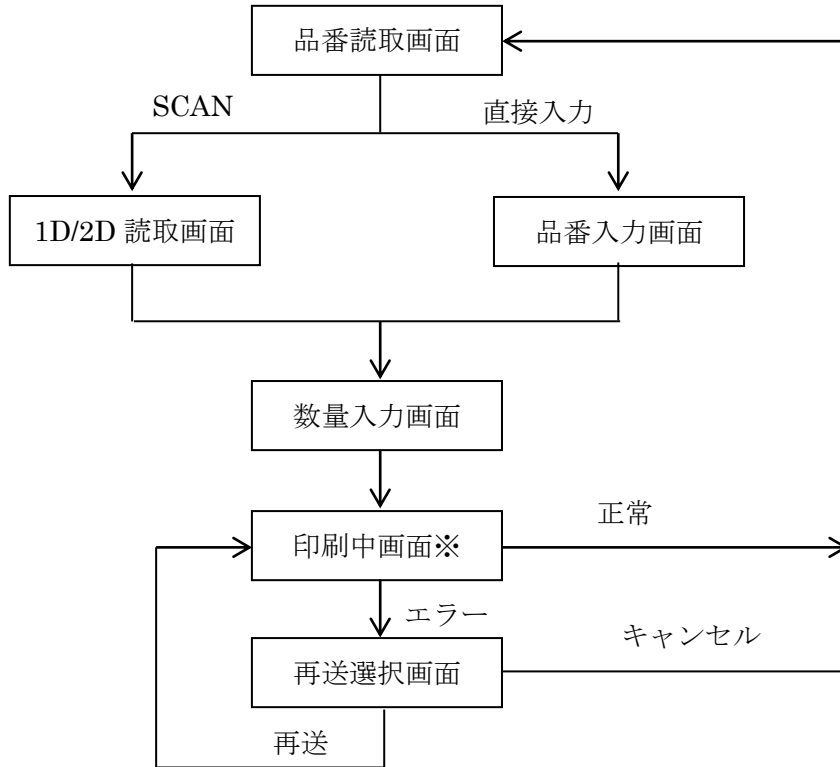 品番読取画面
SCAN
直接入力
1D/2D 読取画面
品番入力画面
数量入力画面
正常
印刷中画面※
エラー
キャンセル
再送選択画面
再送